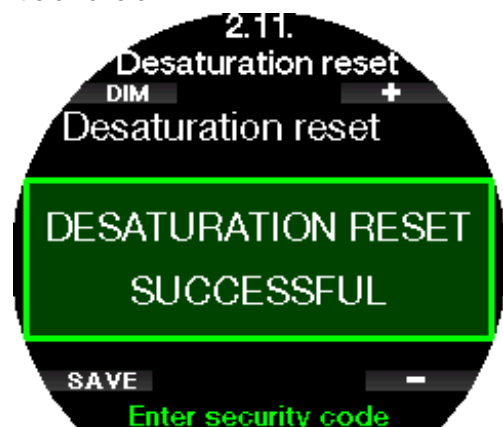 2.11.
Desaturation reset
DIM +
Desaturation reset
DESATURATION RESET
SUCCESSFUL
SAVE -
Enter security code